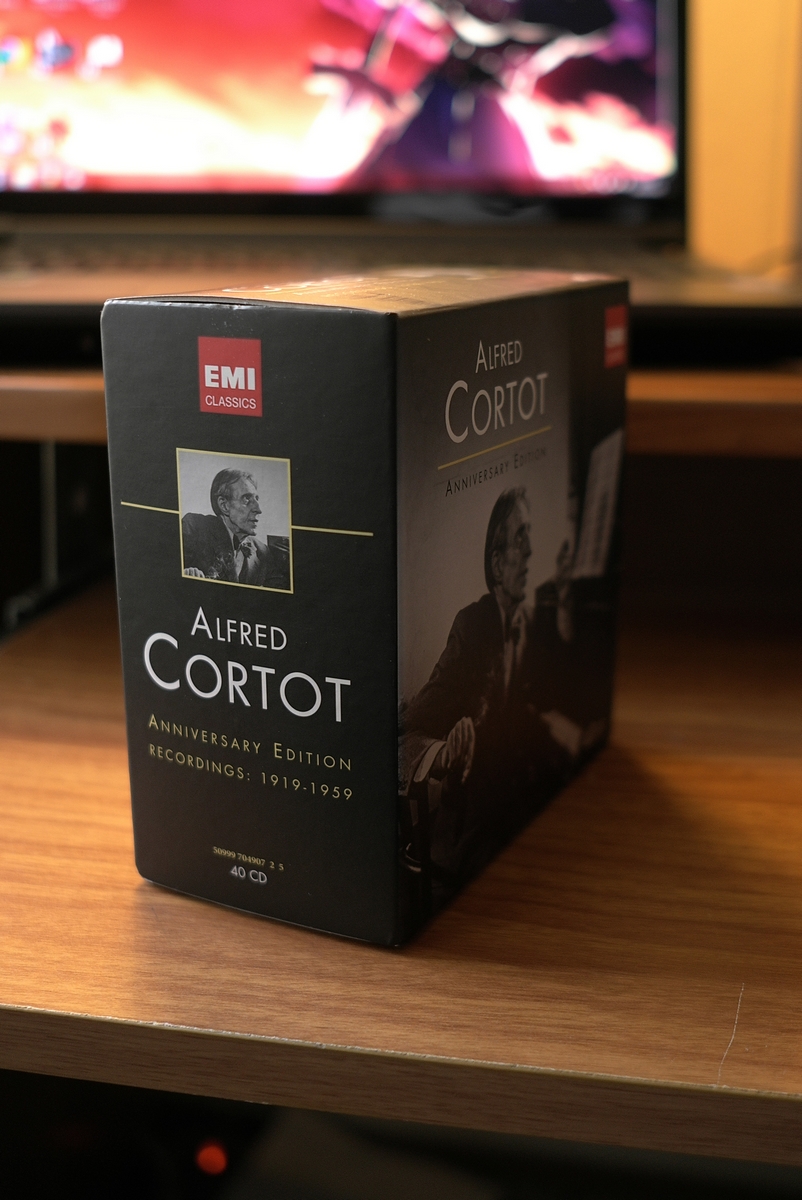 EMI
CLASSICS
ALFRED
CORTOT
ANNIVERSARY EDITION
RECORDINGS: 1919-1959
50999 704907 2 5
40 CD
ALFRED
CORTOT
ANNIVERSARY EDITION
EMI